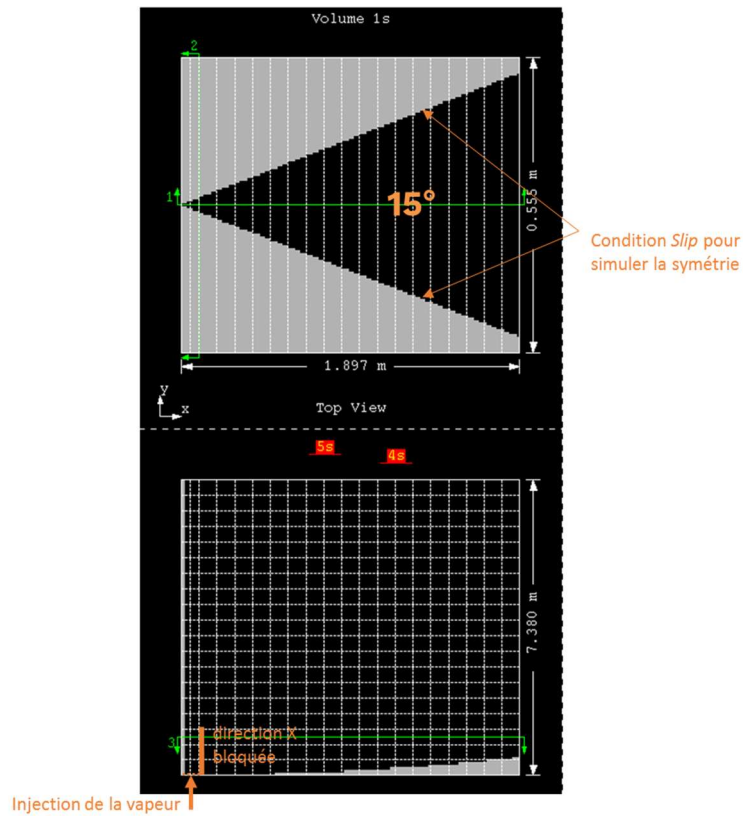 Volume 1s
2
1
15°
0.555 m
Condition Slip pour
simuler la symétrie
1.897 m
y
x
Top View
5s
4s
7.380 m
direction X
bloquée
3
Injection de la vapeur